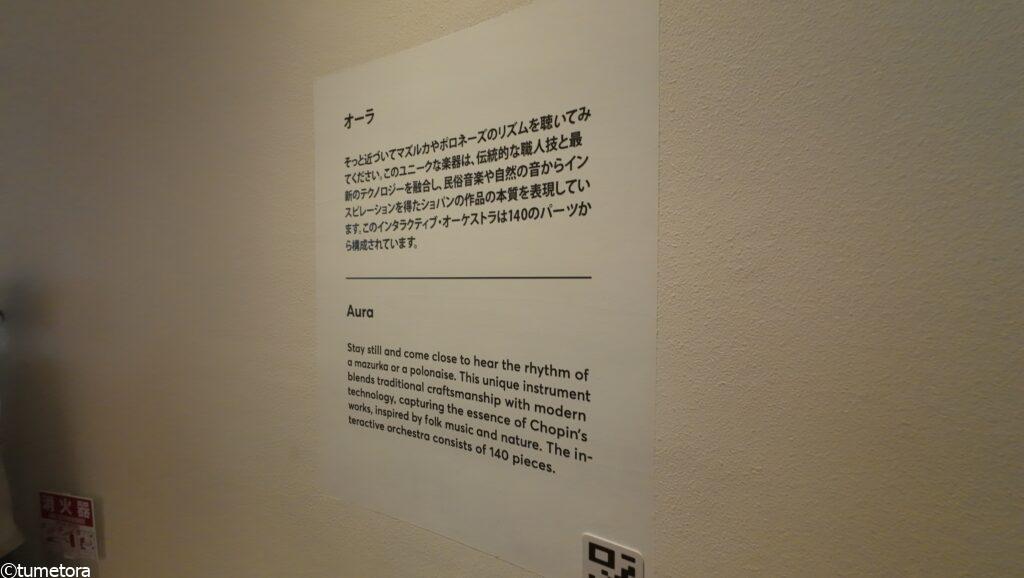 オーラ
そっと近づいてマズルカやポロネーズのリズムを聴いてみ
てください。このユニークな楽器は、伝統的な職人技と最
新のテクノロジーを融合し、民俗音楽や自然の音からイン
スピレーションを得たショパンの作品の本質を表現してい
ます。このインタラクティブ・オーケストラは140のパーツか
ら構成されています。
Aura
Stay still and come close to hear the rhythm of
a mazurka or a polonaise. This unique instrument
blends traditional craftsmanship with modern
technology, capturing the essence of Chopin's
works, inspired by folk music and nature. The in-
teractive orchestra consists of 140 pieces.
消火器
©tumetora